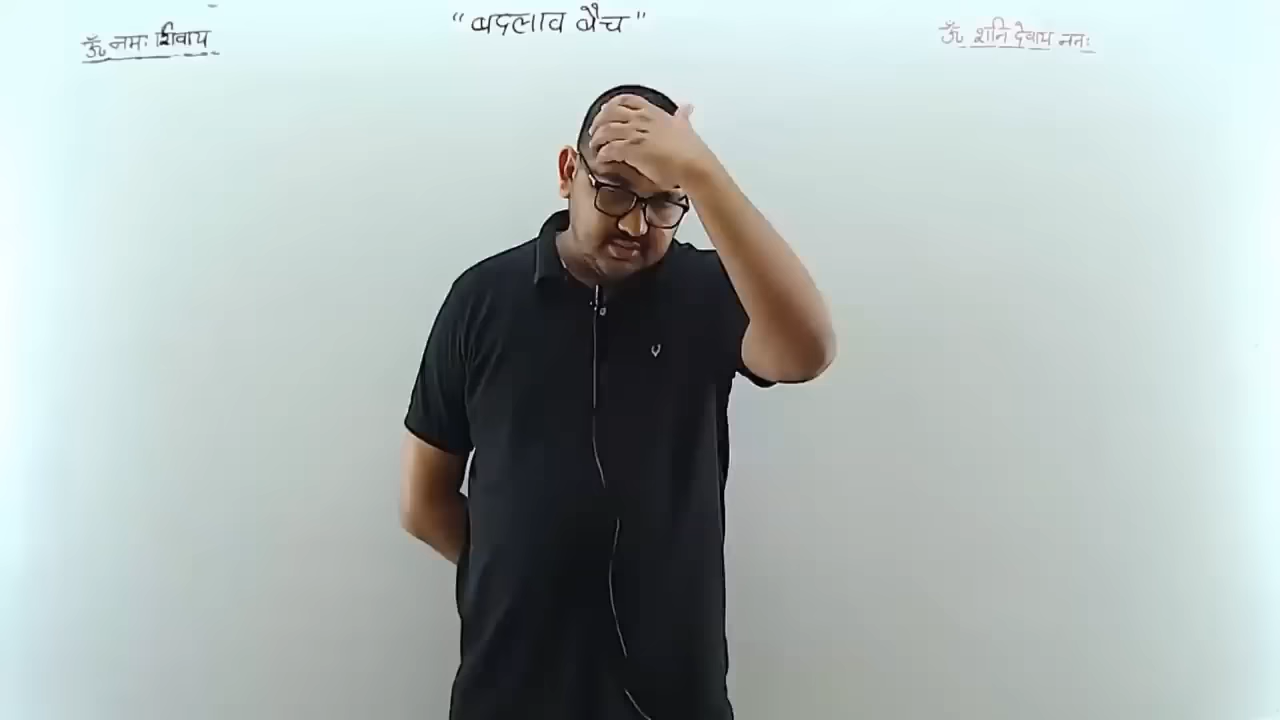 ॐ नमः शिवाय
“बदलाव बैच”
ॐ शनि देवाय नमः